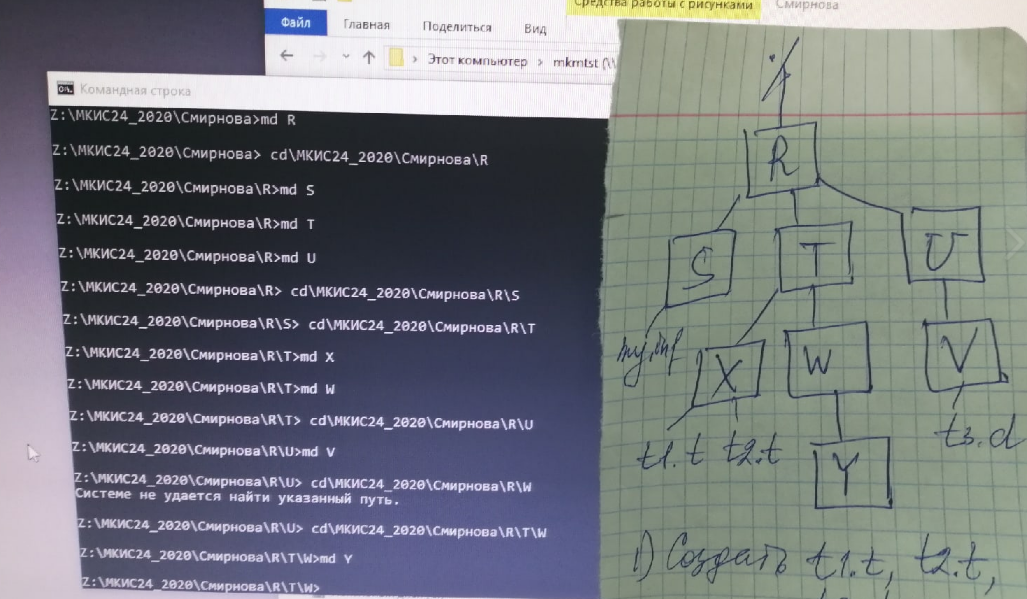 Средства работы с рисунками
Смирнова
Файл Главная Поделиться Вид
Этот компьютер > mkmtst (\\
Командная строка
Z:\МКИС24_2020\Смирнова>md R
Z:\МКИС24_2020\Смирнова> cd\МКИС24_2020\Смирнова\R
Z:\МКИС24_2020\Смирнова\R>md S
Z:\МКИС24_2020\Смирнова\R>md T
Z:\МКИС24_2020\Смирнова\R>md U
Z:\МКИС24_2020\Смирнова\R> cd\МКИС24_2020\Смирнова\R\S
Z:\МКИС24_2020\Смирнова\R\S> cd\МКИС24_2020\Смирнова\R\T
Z:\МКИС24_2020\Смирнова\R\T>md X
Z:\МКИС24_2020\Смирнова\R\T>md W
Z:\МКИС24_2020\Смирнова\R\T> cd\МКИС24_2020\Смирнова\R\U
Z:\МКИС24_2020\Смирнова\R\U>md V
Z:\МКИС24_2020\Смирнова\R\U> cd\МКИС24_2020\Смирнова\R\W
Системе не удается найти указанный путь.
Z:\МКИС24_2020\Смирнова\R\U> cd\МКИС24_2020\Смирнова\R\T\W
Z:\МКИС24_2020\Смирнова\R\T\W>md Y
Z:\МКИС24_2020\Смирнова\R\T\W>
R
S T U
X W V
t1.t t2.t t3.d
Y
1) Создать t1.t, t2.t,